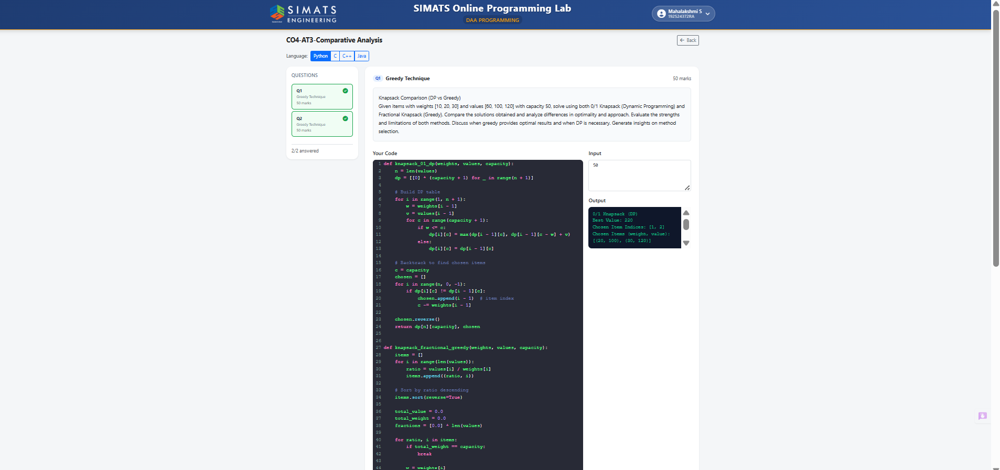 SIMATS
ENGINEERING
SIMATS Online Programming Lab
DAA PROGRAMMING
Mahalakshmi S
192524372RA
CO4-AT3-Comparative Analysis
← Back
Language: Python C C++ Java
QUESTIONS
Q1
Greedy Technique
50 marks
Q2
Greedy Technique
50 marks
2/2 answered
Q1 Greedy Technique 50 marks
Knapsack Comparison (DP vs Greedy)
Given items with weights [10, 20, 30] and values [60, 100, 120] with capacity 50, solve using both 0/1 Knapsack (Dynamic Programming) and
Fractional Knapsack (Greedy). Compare the solutions obtained and analyze differences in optimality and approach. Evaluate the strengths
and limitations of both methods. Discuss when greedy provides optimal results and when DP is necessary. Generate insights on method
selection.
Your Code
1 def knapsack_01_dp(weights, values, capacity):
2     n = len(values)
3     dp = [[0] * (capacity + 1) for _ in range(n + 1)]
4
5     # Build DP table
6     for i in range(1, n + 1):
7         w = weights[i - 1]
8         v = values[i - 1]
9         for c in range(capacity + 1):
10             if w <= c:
11                 dp[i][c] = max(dp[i - 1][c], dp[i - 1][c - w] + v)
12             else:
13                 dp[i][c] = dp[i - 1][c]
14
15     # Backtrack to find chosen items
16     c = capacity
17     chosen = []
18     for i in range(n, 0, -1):
19         if dp[i][c] != dp[i - 1][c]:
20             chosen.append(i - 1)  # item index
21             c -= weights[i - 1]
22
23     chosen.reverse()
24     return dp[n][capacity], chosen
25
26
27 def knapsack_fractional_greedy(weights, values, capacity):
28     items = []
29     for i in range(len(values)):
30         ratio = values[i] / weights[i]
31         items.append((ratio, i))
32
33     # Sort by ratio descending
34     items.sort(reverse=True)
35
36     total_value = 0.0
37     total_weight = 0.0
38     fractions = [0.0] * len(values)
39
40     for ratio, i in items:
41         if total_weight == capacity:
42             break
43
44         w = weights[i]
Input
50
Output
0/1 Knapsack (DP)
Best Value: 220
Chosen Item Indices: [1, 2]
Chosen Items (weight, value):
[(20, 100), (30, 120)]